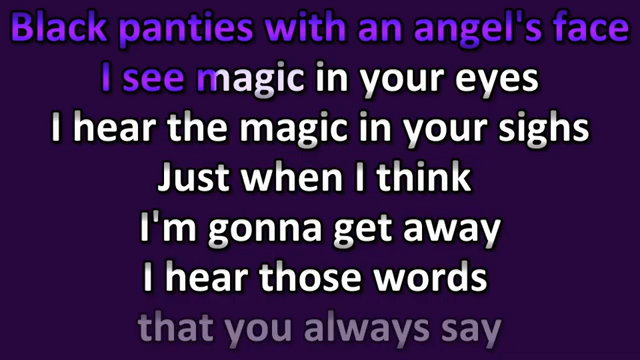 Black panties with an angel's face
I see magic in your eyes
I hear the magic in your sighs
Just when I think
I'm gonna get away
I hear those words
that you always say